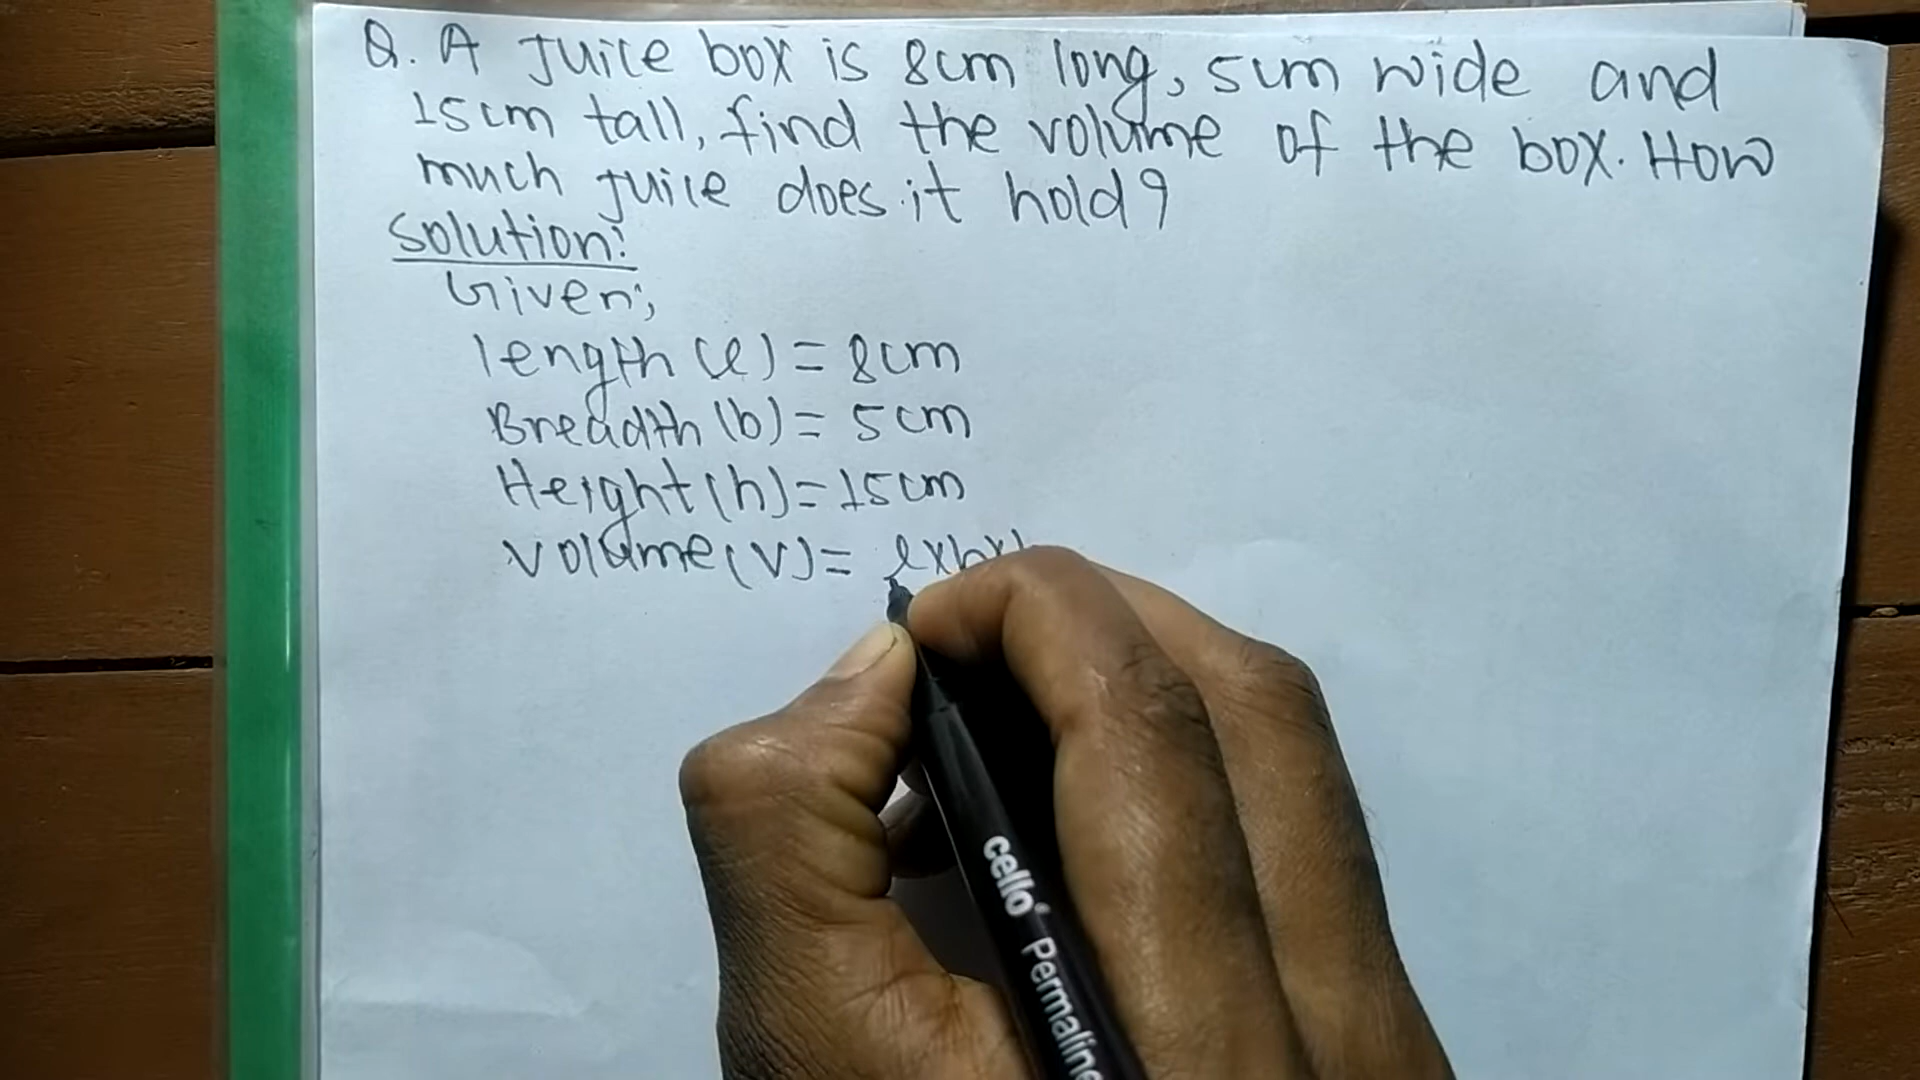 Q. A Juice box is 8cm long, 5cm wide and
15cm tall, find the volume of the box. How
much juice does it hold?
Solution:
Given;
length (l) = 8cm
Breadth (b) = 5cm
Height (h) = 15cm
Volume (V) = l×b×
cello Permaline